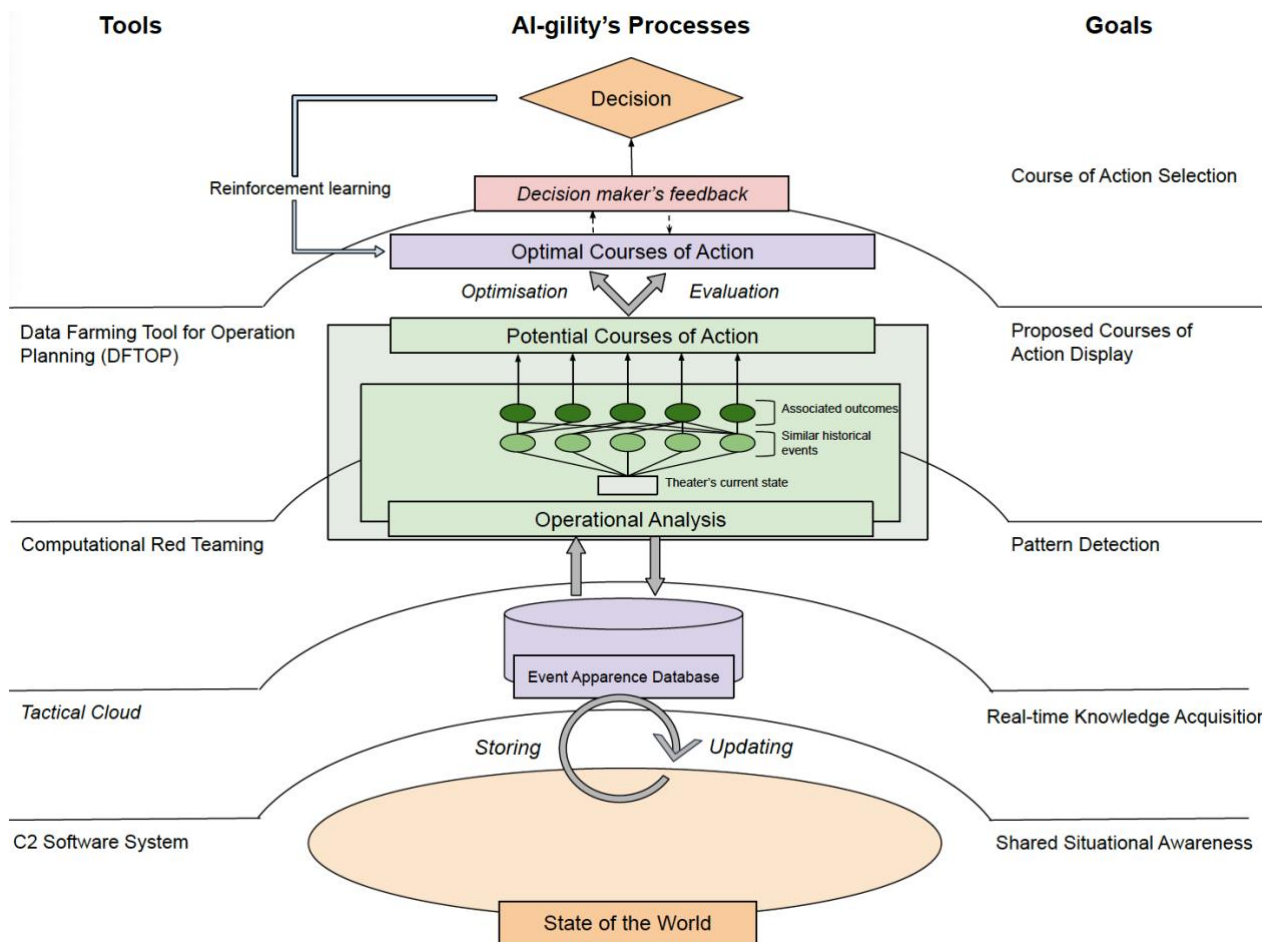 Tools
AI-gility's Processes
Goals
Decision
Reinforcement learning
Decision maker's feedback
Course of Action Selection
Optimal Courses of Action
Optimisation
Evaluation
Data Farming Tool for Operation
Planning (DFTOP)
Potential Courses of Action
Proposed Courses of
Action Display
Associated outcomes
Similar historical
events
Theater's current state
Operational Analysis
Computational Red Teaming
Pattern Detection
Event Apparence Database
Tactical Cloud
Real-time Knowledge Acquisition
Storing
Updating
C2 Software System
Shared Situational Awareness
State of the World